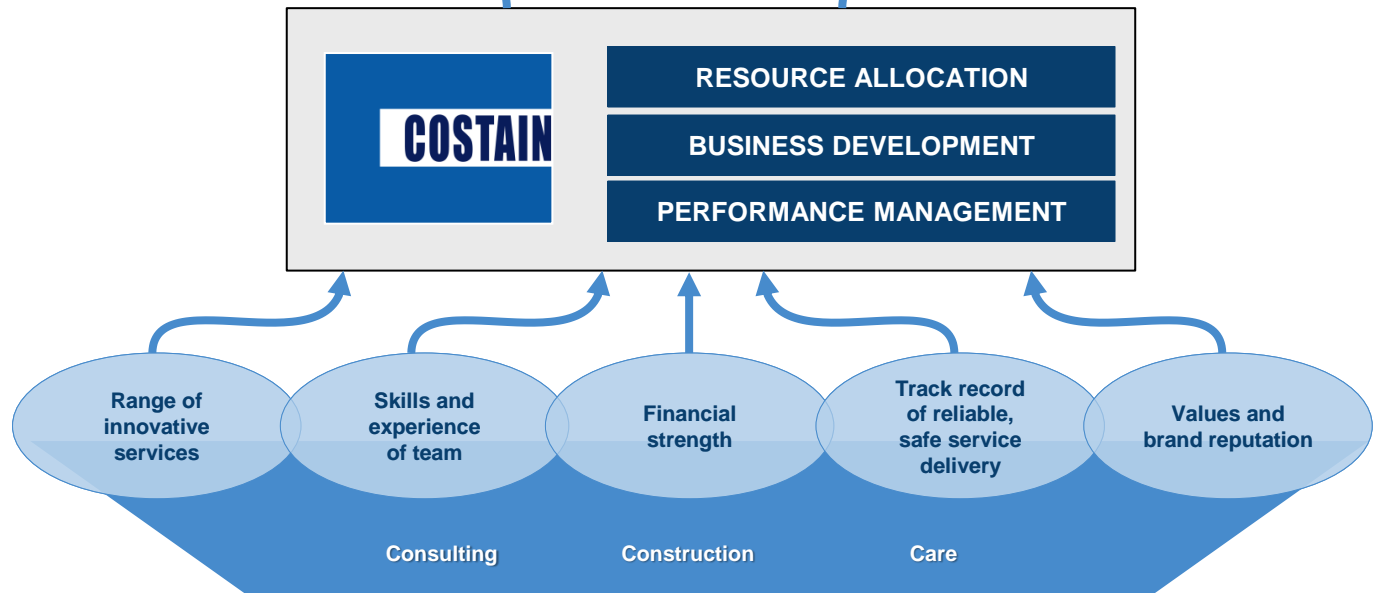 COSTAIN
RESOURCE ALLOCATION
BUSINESS DEVELOPMENT
PERFORMANCE MANAGEMENT
Range of
innovative
services
Skills and
experience
of team
Financial
strength
Track record
of reliable,
safe service
delivery
Values and
brand reputation
Consulting
Construction
Care